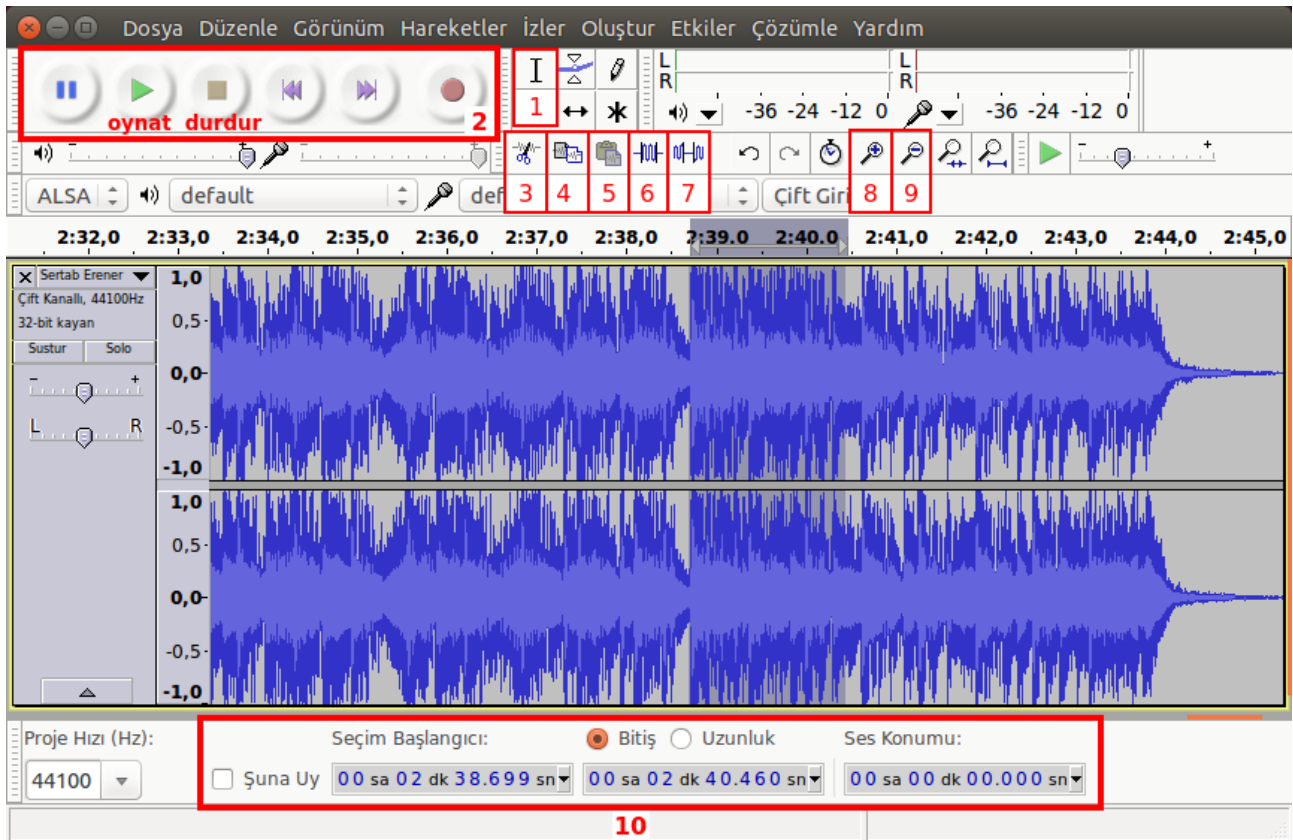 Dosya Düzenle Görünüm Hareketler İzler Oluştur Etkiler Çözümle Yardım
oynat durdur 2
1
L
R
-36 -24 -12 0
L
R
-36 -24 -12 0
- +
3 4 5 6 7 8 9
ALSA default def Çift Giri
2:32,0 2:33,0 2:34,0 2:35,0 2:36,0 2:37,0 2:38,0 2:39.0 2:40.0 2:41,0 2:42,0 2:43,0 2:44,0 2:45,0
Sertab Erener
Çift Kanallı, 44100Hz
32-bit kayan
Sustur Solo
- +
L R
1,0
0,5
0,0
-0,5
-1,0
1,0
0,5
0,0
-0,5
-1,0
Proje Hızı (Hz): Seçim Başlangıcı: Bitiş Uzunluk Ses Konumu:
44100 Şuna Uy 00 sa 02 dk 38.699 sn 00 sa 02 dk 40.460 sn 00 sa 00 dk 00.000 sn
10